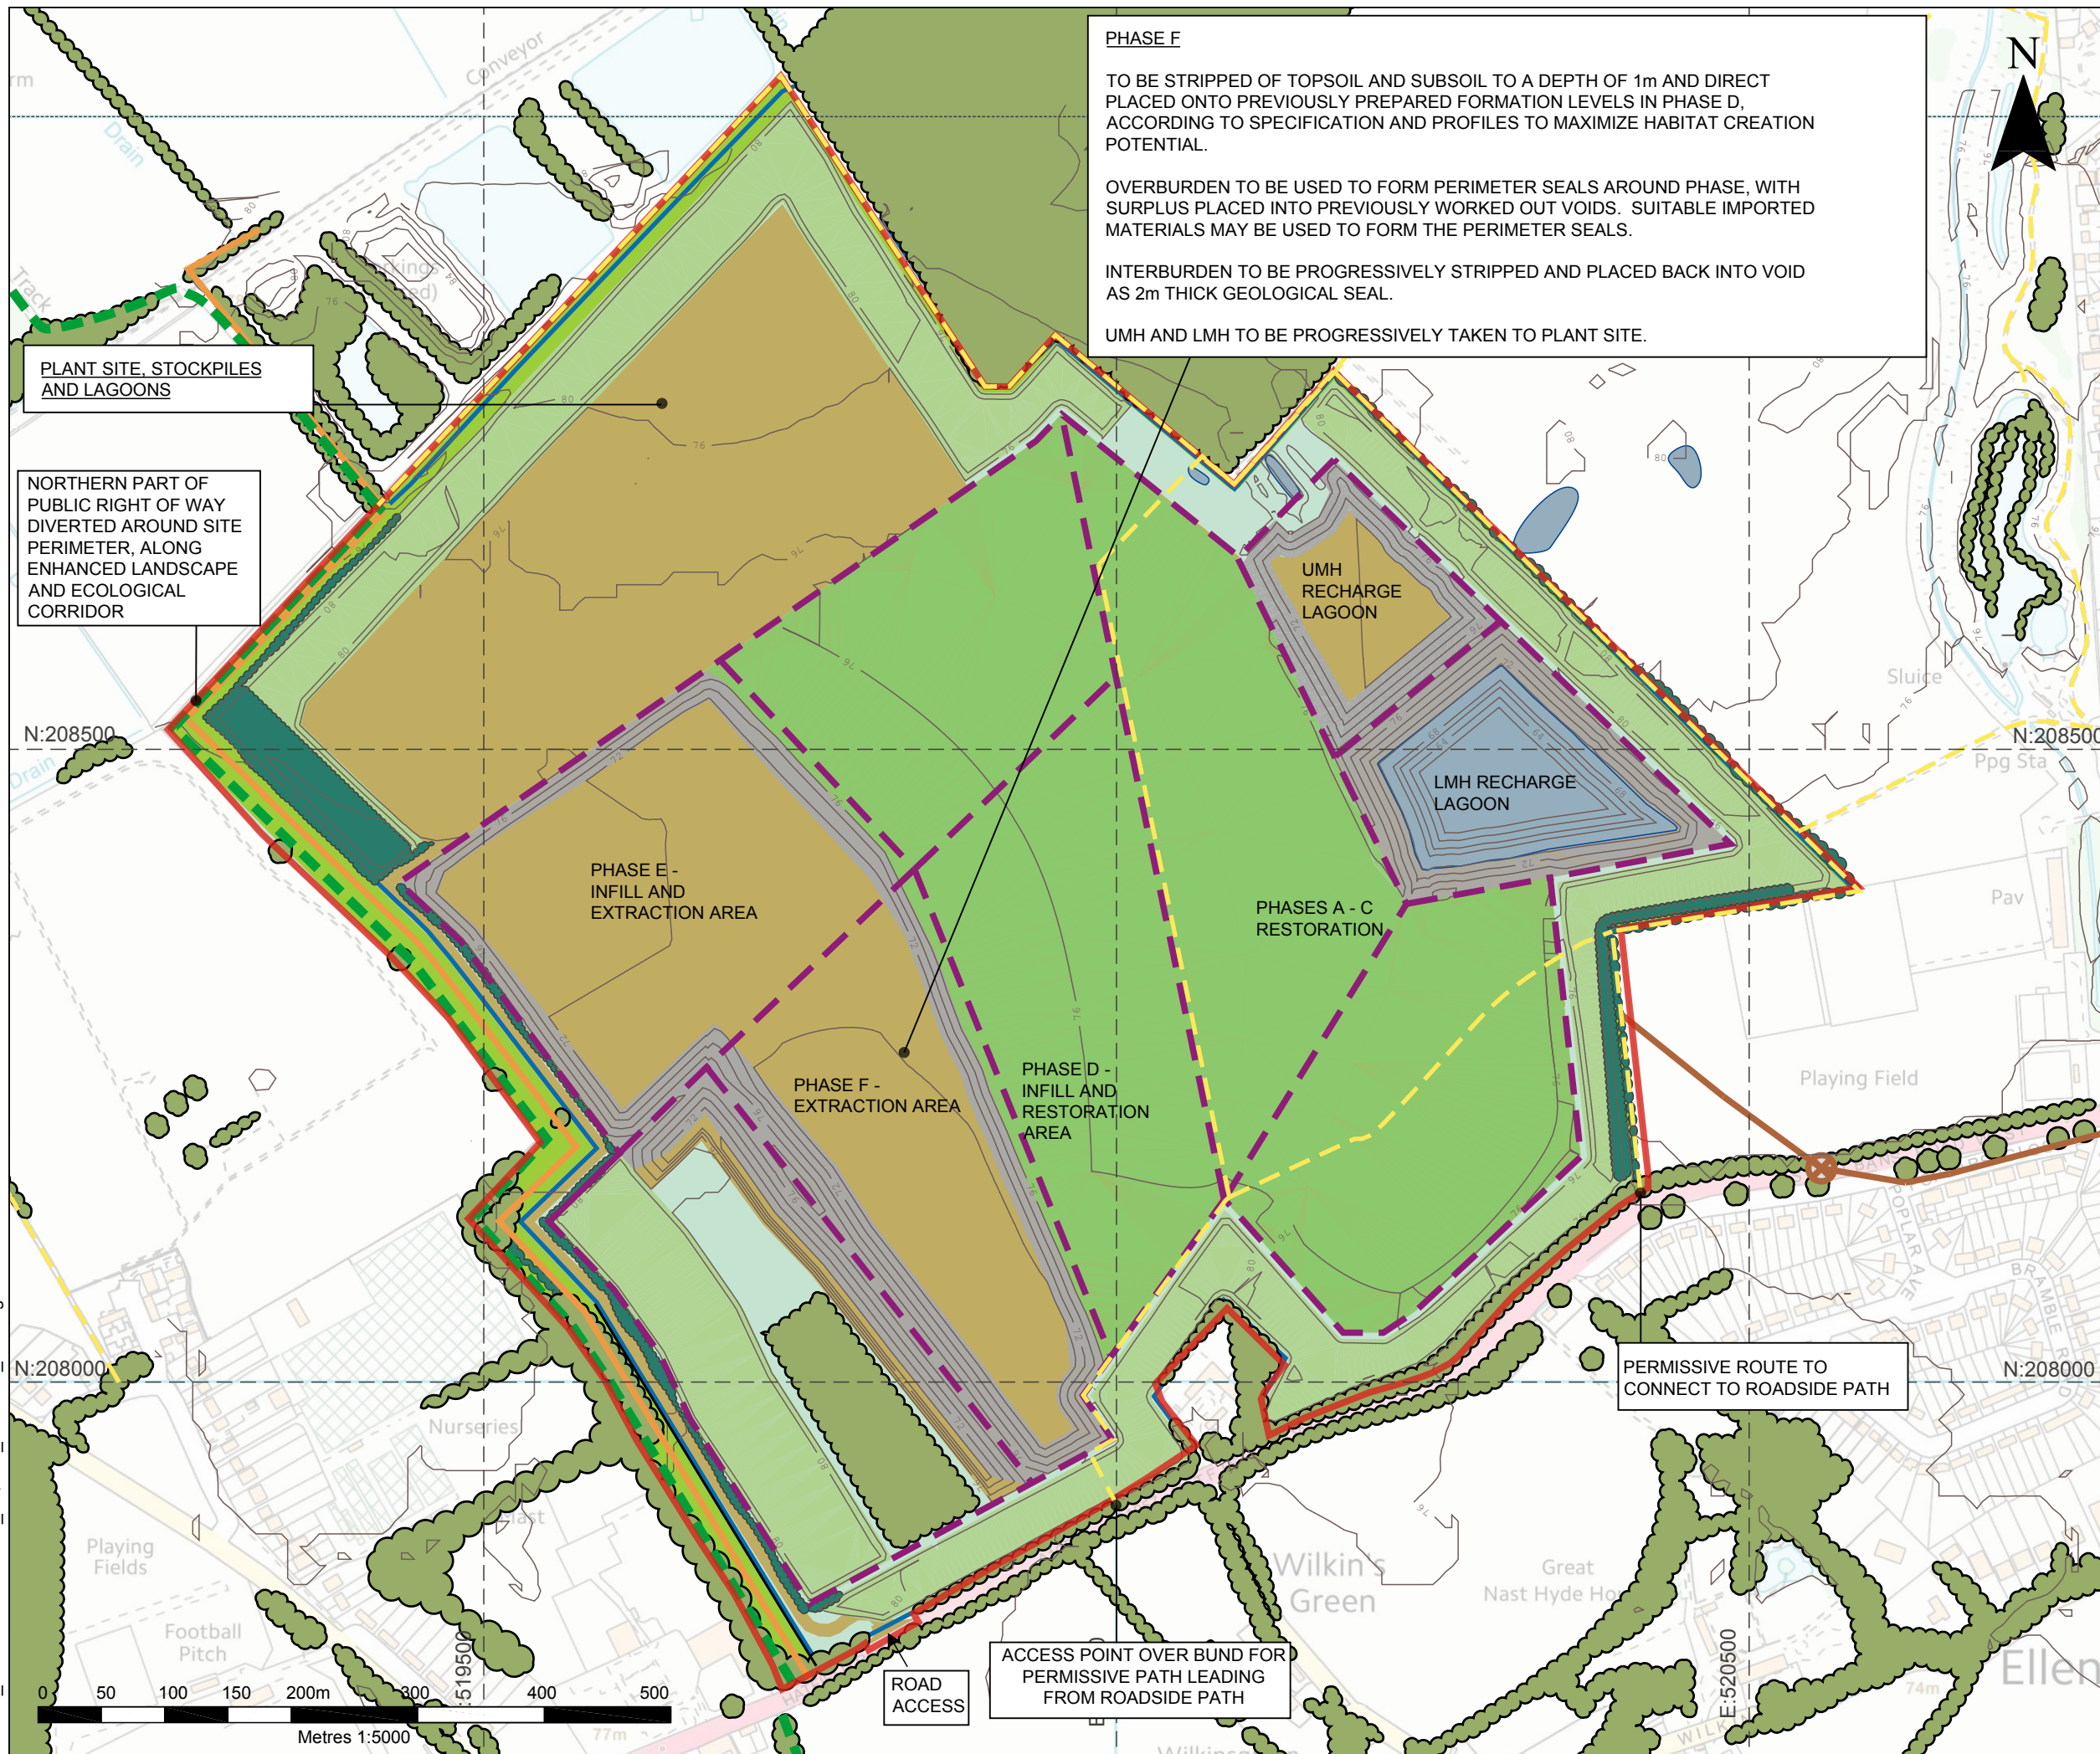 PHASE F
TO BE STRIPPED OF TOPSOIL AND SUBSOIL TO A DEPTH OF 1m AND DIRECT
PLACED ONTO PREVIOUSLY PREPARED FORMATION LEVELS IN PHASE D,
ACCORDING TO SPECIFICATION AND PROFILES TO MAXIMIZE HABITAT CREATION
POTENTIAL.
OVERBURDEN TO BE USED TO FORM PERIMETER SEALS AROUND PHASE, WITH
SURPLUS PLACED INTO PREVIOUSLY WORKED OUT VOIDS. SUITABLE IMPORTED
MATERIALS MAY BE USED TO FORM THE PERIMETER SEALS.
INTERBURDEN TO BE PROGRESSIVELY STRIPPED AND PLACED BACK INTO VOID
AS 2m THICK GEOLOGICAL SEAL.
UMH AND LMH TO BE PROGRESSIVELY TAKEN TO PLANT SITE.
N
Conveyor
Drain
Track
PLANT SITE, STOCKPILES
AND LAGOONS
NORTHERN PART OF
PUBLIC RIGHT OF WAY
DIVERTED AROUND SITE
PERIMETER, ALONG
ENHANCED LANDSCAPE
AND ECOLOGICAL
CORRIDOR
UMH
RECHARGE
LAGOON
Sluice
N:208500
N:208500
Ppg Sta
Drain
LMH RECHARGE
LAGOON
PHASE E -
INFILL AND
EXTRACTION AREA
PHASES A - C
RESTORATION
Pav
PHASE F -
EXTRACTION AREA
PHASE D -
INFILL AND
RESTORATION
AREA
Playing Field
POPLAR AVE
BRAMBLE
N:208000
N:208000
PERMISSIVE ROUTE TO
CONNECT TO ROADSIDE PATH
Nurseries
Playing
Fields
Football
Pitch
Wilkin's
Green
Great
Nast Hyde
Ellen
74m
ACCESS POINT OVER BUND FOR
PERMISSIVE PATH LEADING
FROM ROADSIDE PATH
ROAD
ACCESS
:519500
E:520500
0 50 100 150 200m 300 400 500
Metres 1:5000
77m